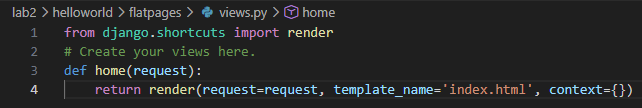 lab2 > helloworld > flatpages > views.py > home
1 from django.shortcuts import render
2 # Create your views here.
3 def home(request):
4 return render(request=request, template_name='index.html', context={})